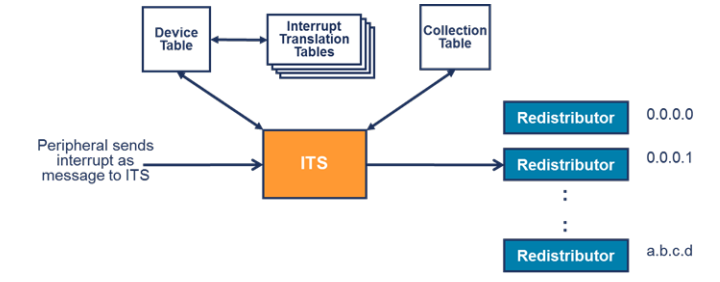 Device
Table
Interrupt
Translation
Tables
Collection
Table
Peripheral sends
interrupt as
message to ITS
ITS
Redistributor
0.0.0.0
Redistributor
0.0.0.1
:
:
Redistributor
a.b.c.d